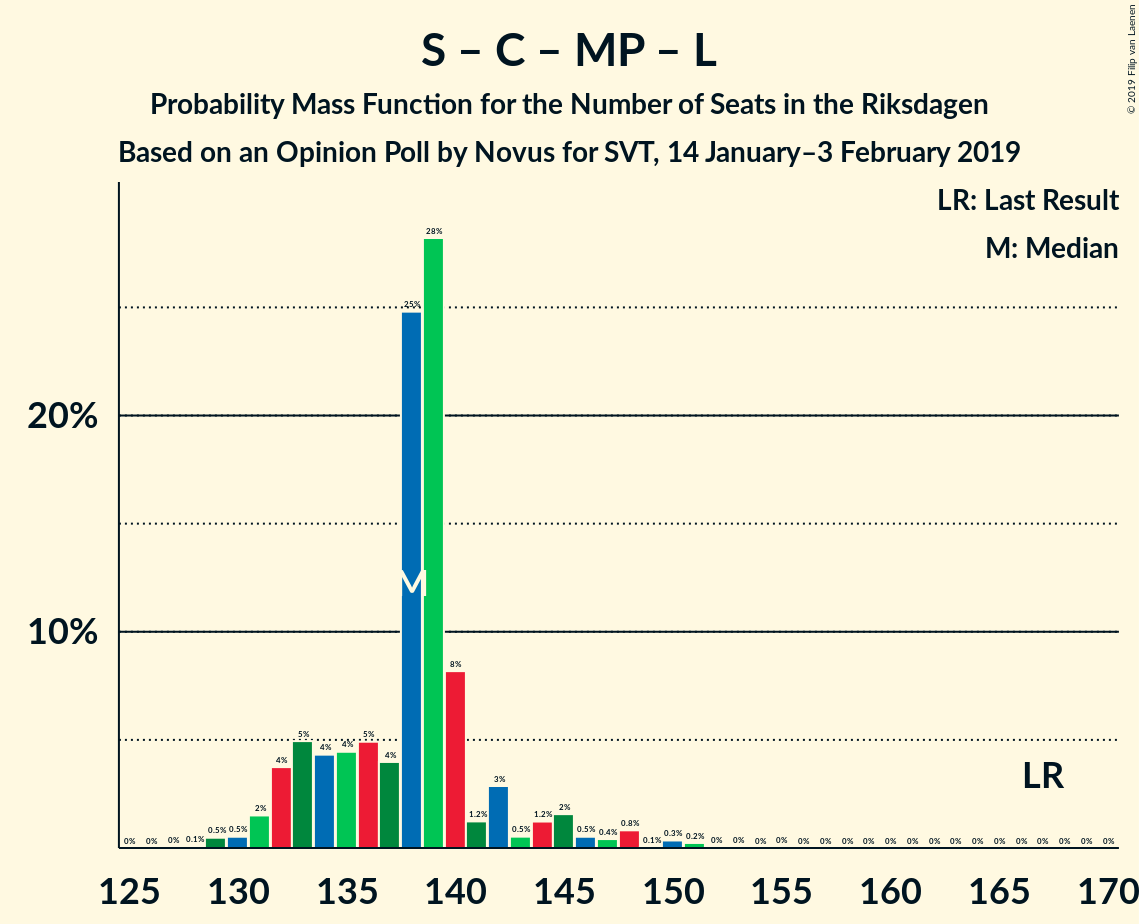 S – C – MP – L
Probability Mass Function for the Number of Seats in the Riksdagen
Based on an Opinion Poll by Novus for SVT, 14 January–3 February 2019
© 2019 Filip van Laenen
LR: Last Result
M: Median
20%
10%
0% 0% 0% 0.1% 0.5% 0.5% 2% 4% 5% 4% 4% 5% 4% 25% 28% 8% 1.2% 3% 0.5% 1.2% 2% 0.5% 0.4% 0.8% 0.1% 0.3% 0.2% 0% 0% 0% 0% 0% 0% 0% 0% 0% 0% 0% 0% 0% 0% 0% 0% 0% 0% 0%
M
LR
125 130 135 140 145 150 155 160 165 170